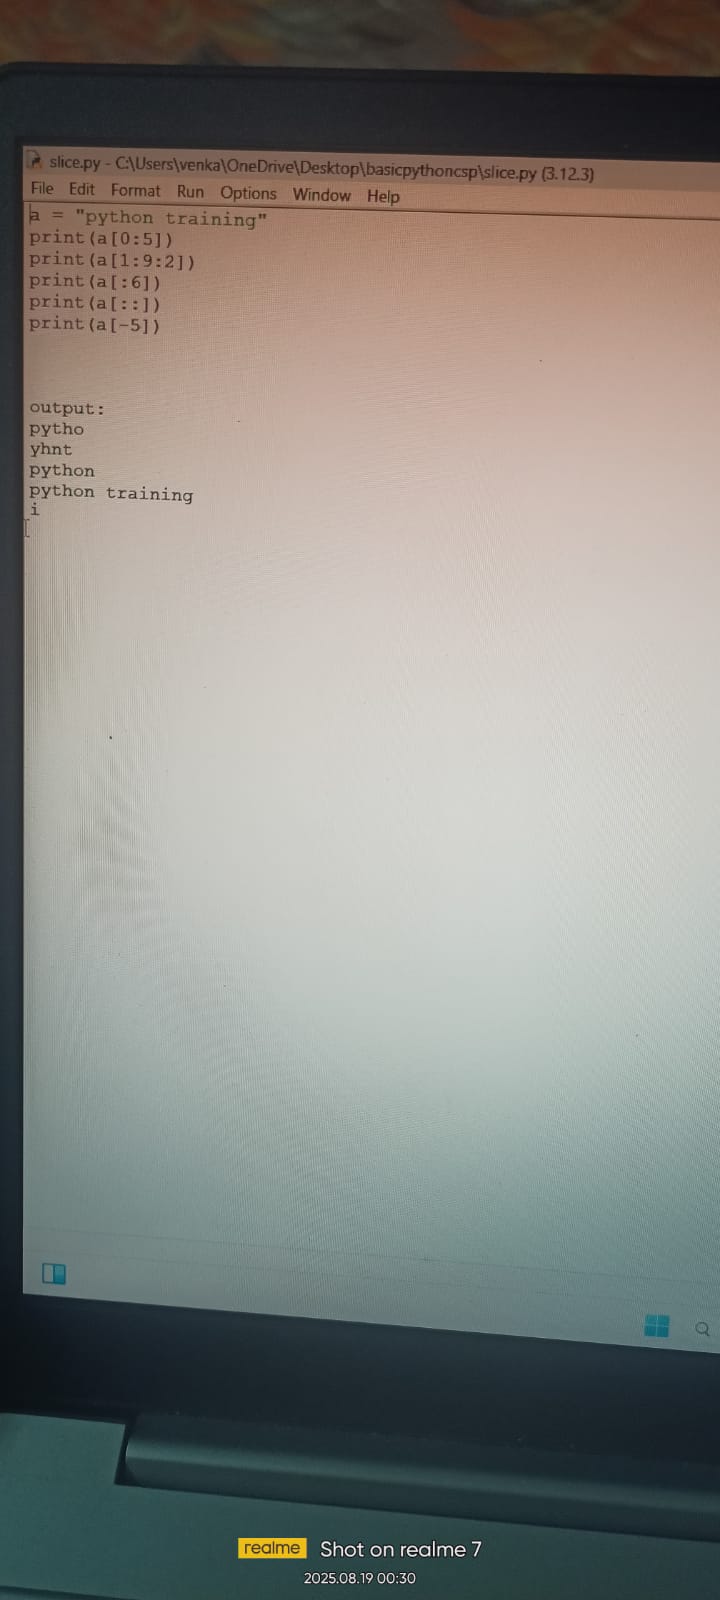 slice.py - C:\Users\venka\OneDrive\Desktop\basicpythoncsp\slice.py (3.12.3)
File Edit Format Run Options Window Help
a = "python training"
print(a[0:5])
print(a[1:9:2])
print(a[:6])
print(a[::])
print(a[-5])
output:
pytho
yhnt
python
python training
i
realme Shot on realme 7
2025.08.19 00:30